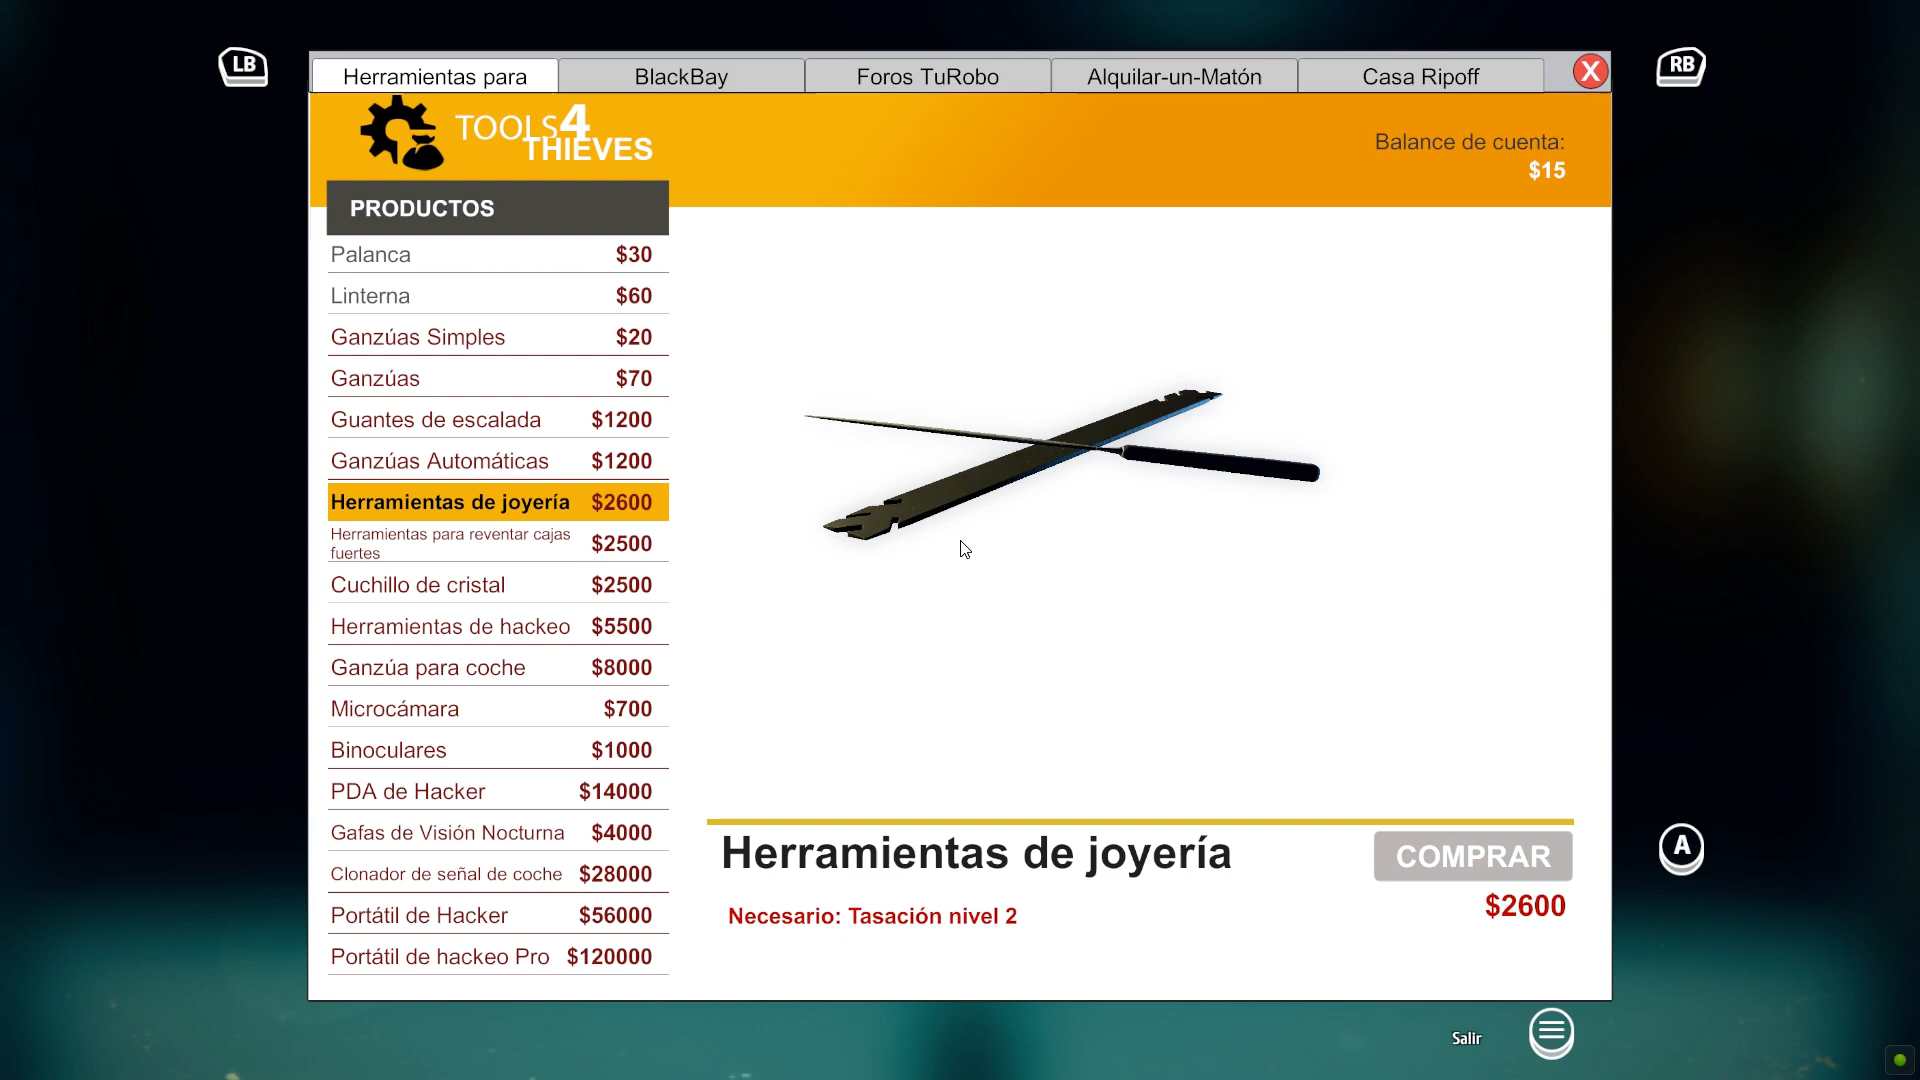 LB
RB
Herramientas para
BlackBay
Foros TuRobo
Alquilar-un-Matón
Casa Ripoff
X
TOOLS4
THIEVES
Balance de cuenta:
$15
PRODUCTOS
Palanca $30
Linterna $60
Ganzúas Simples $20
Ganzúas $70
Guantes de escalada $1200
Ganzúas Automáticas $1200
Herramientas de joyería $2600
Herramientas para reventar cajas
fuertes $2500
Cuchillo de cristal $2500
Herramientas de hackeo $5500
Ganzúa para coche $8000
Microcámara $700
Binoculares $1000
PDA de Hacker $14000
Gafas de Visión Nocturna $4000
Clonador de señal de coche $28000
Portátil de Hacker $56000
Portátil de hackeo Pro $120000
Herramientas de joyería
COMPRAR
A
$2600
Necesario: Tasación nivel 2
Salir